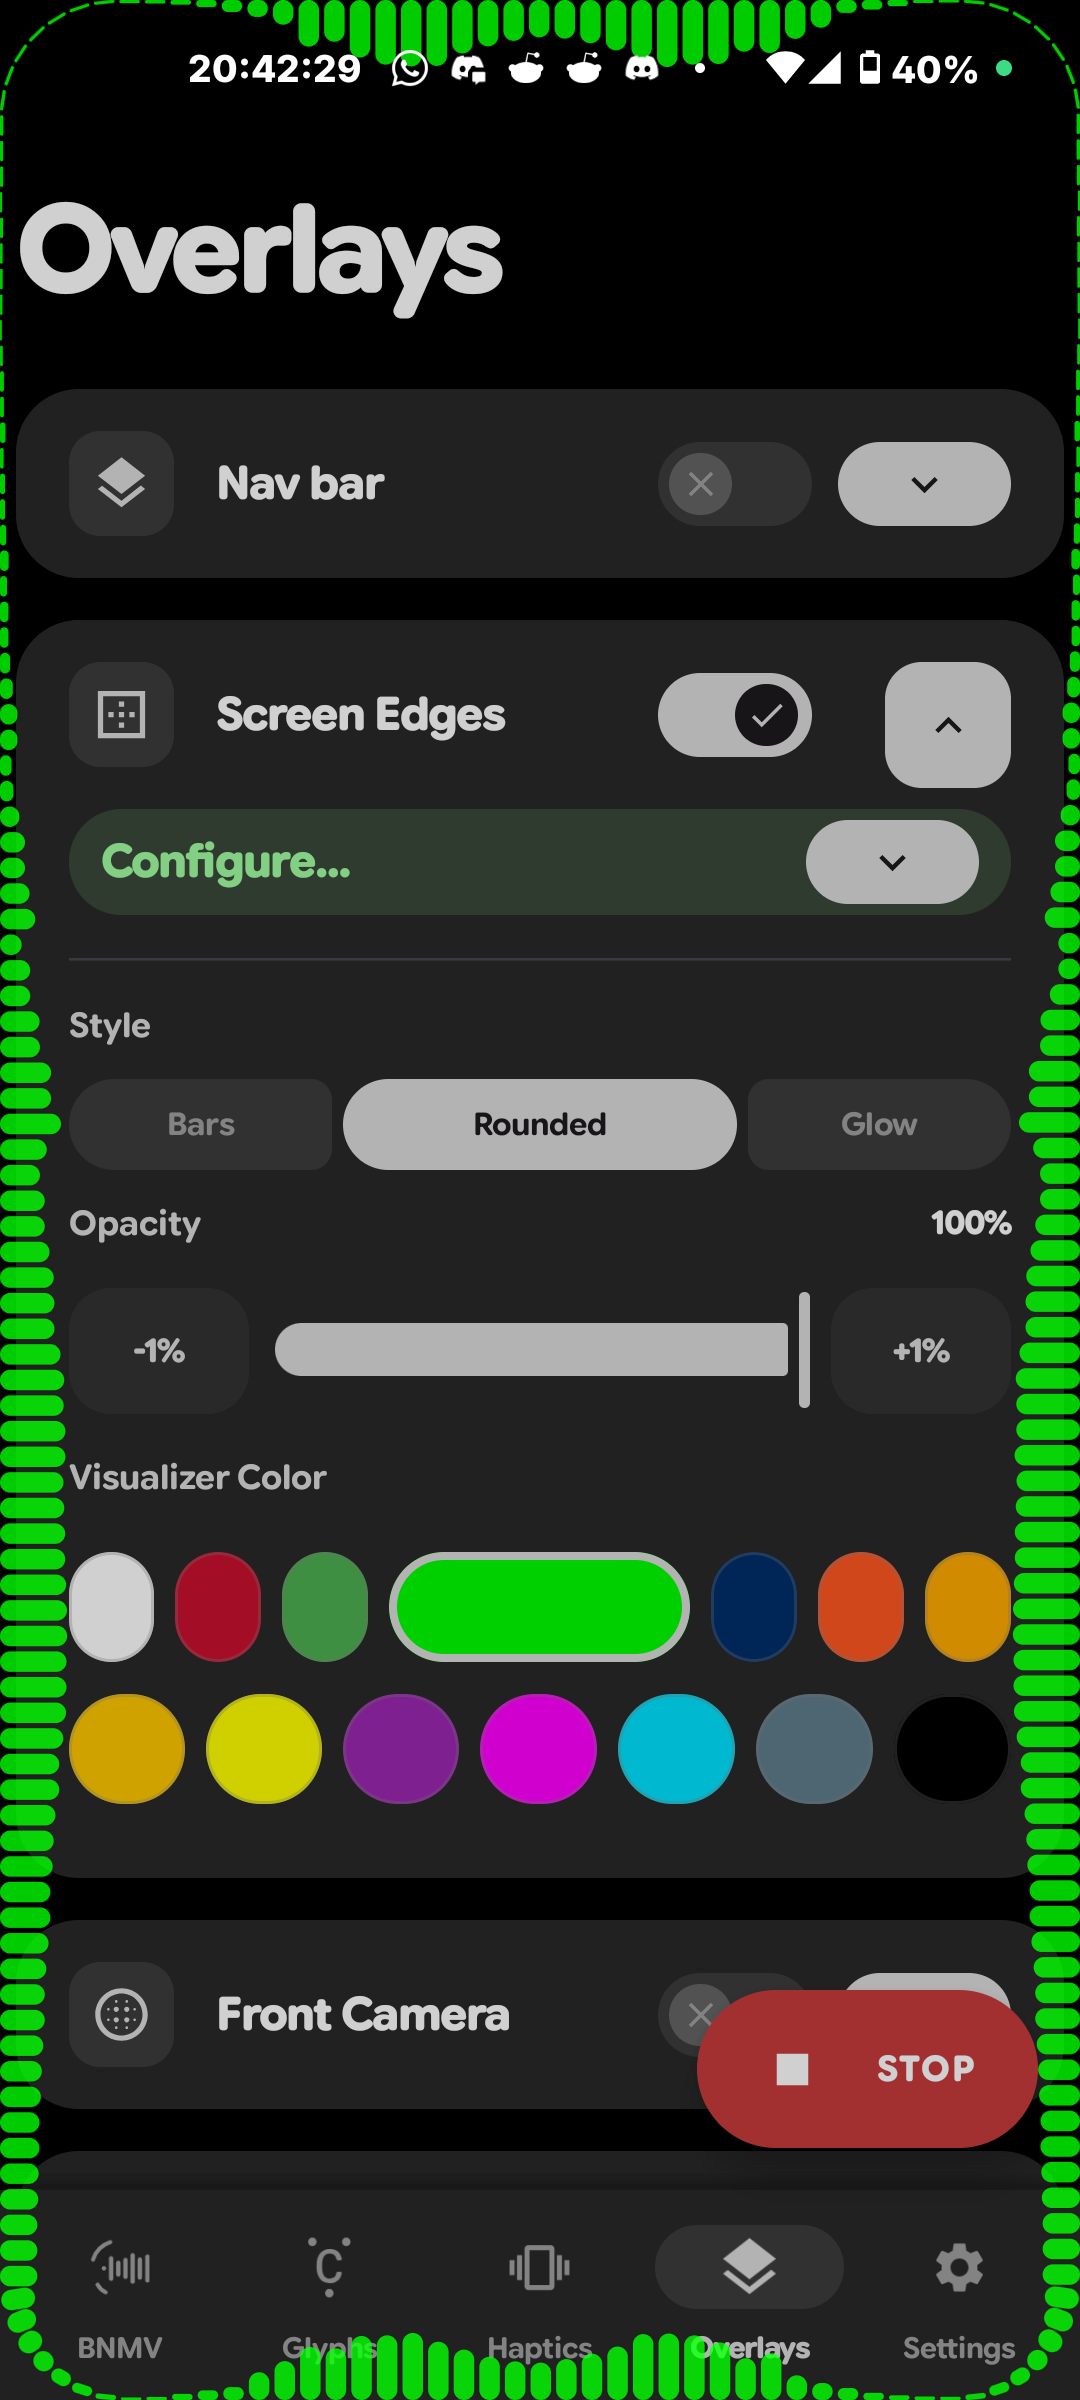 20:42:29 40%
Overlays
Nav bar
Screen Edges
Configure...
Style
Bars Rounded Glow
Opacity 100%
-1% +1%
Visualizer Color
Front Camera
STOP
BNMV Glyphs Haptics Overlays Settings